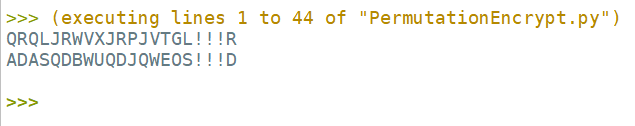 >>> (executing lines 1 to 44 of "PermutationEncrypt.py")
QRQLJRWVXJRPJVTGL!!!R
ADASQDBWUQDJQWEOS!!!D
>>>